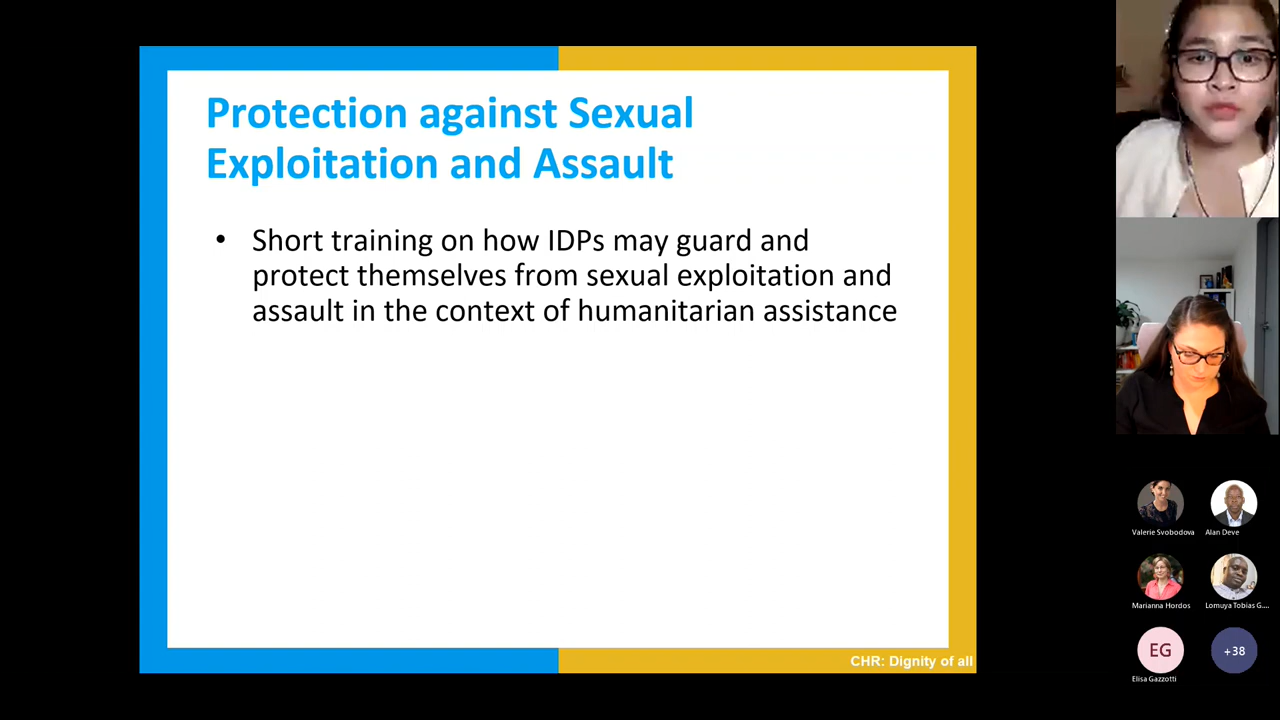 Protection against Sexual
Exploitation and Assault
• Short training on how IDPs may guard and
protect themselves from sexual exploitation and
assault in the context of humanitarian assistance
CHR: Dignity of all
Valerie Svobodova
Alan Deve
Marianna Hordos
Lomuya Tobias G....
EG
+38
Elisa Gazzotti